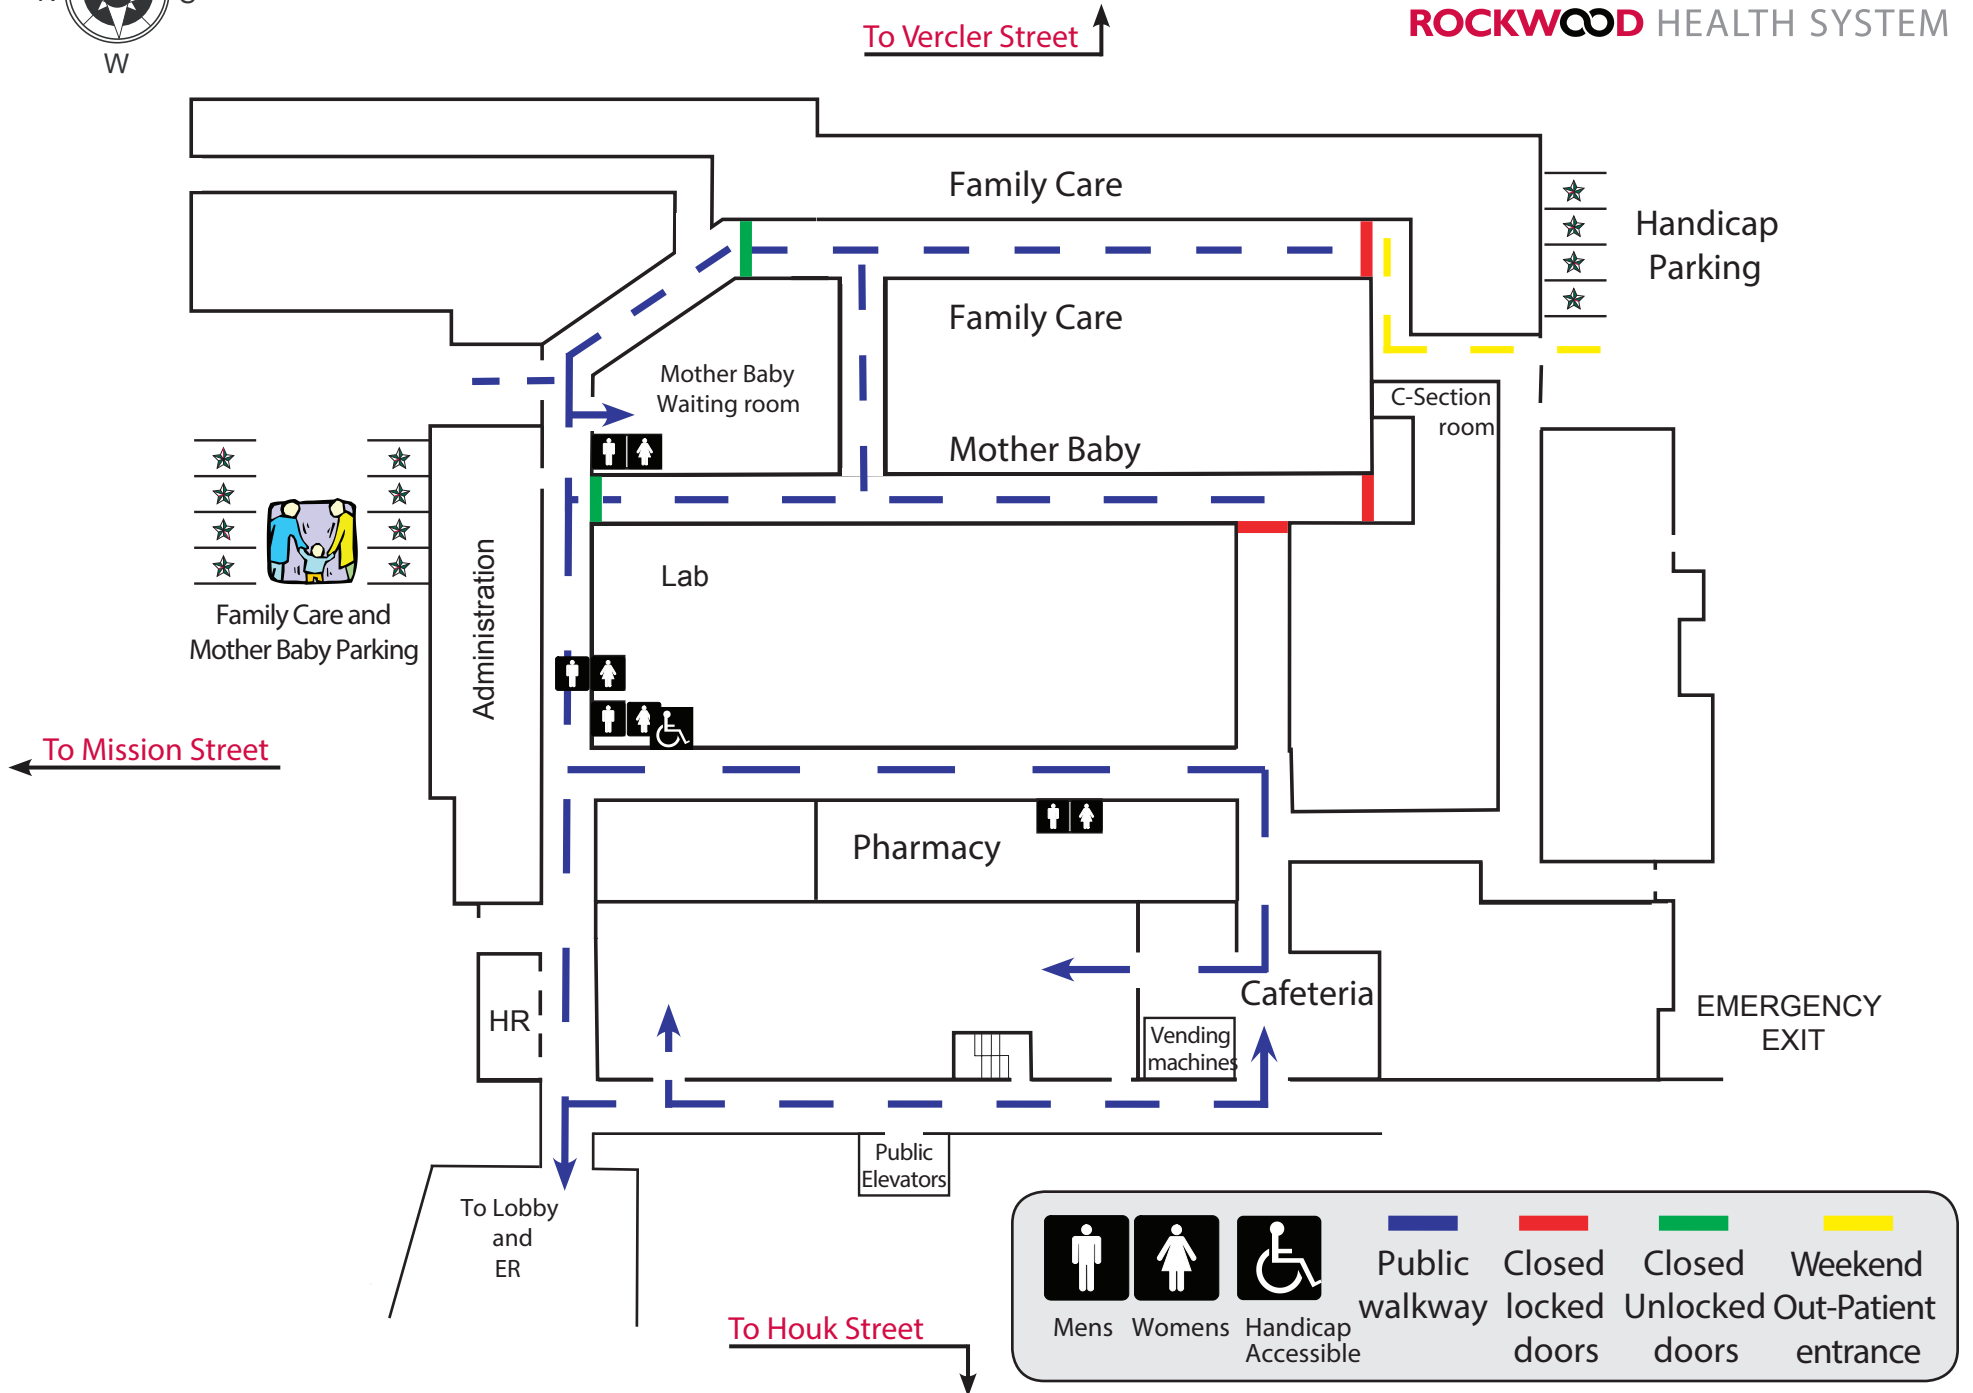 W
To Vercler Street
ROCKWOOD HEALTH SYSTEM
Family Care
Handicap
Parking
Family Care
Mother Baby
Waiting room
C-Section
room
Mother Baby
Lab
Administration
Family Care and
Mother Baby Parking
To Mission Street
Pharmacy
Cafeteria
HR
Vending
machines
EMERGENCY
EXIT
Public
Elevators
To Lobby
and
ER
To Houk Street
Mens
Womens
Handicap
Accessible
Public
walkway
Closed
locked
doors
Closed
Unlocked
doors
Weekend
Out-Patient
entrance